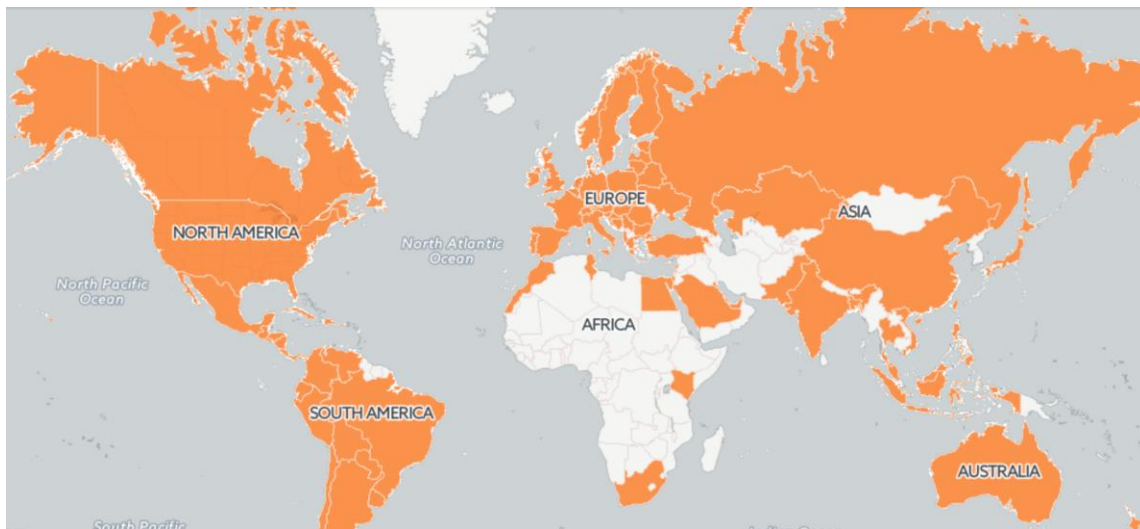 EUROPE
ASIA
NORTH AMERICA
North Atlantic
Ocean
North Pacific
Ocean
AFRICA
SOUTH AMERICA
AUSTRALIA
South Pacific